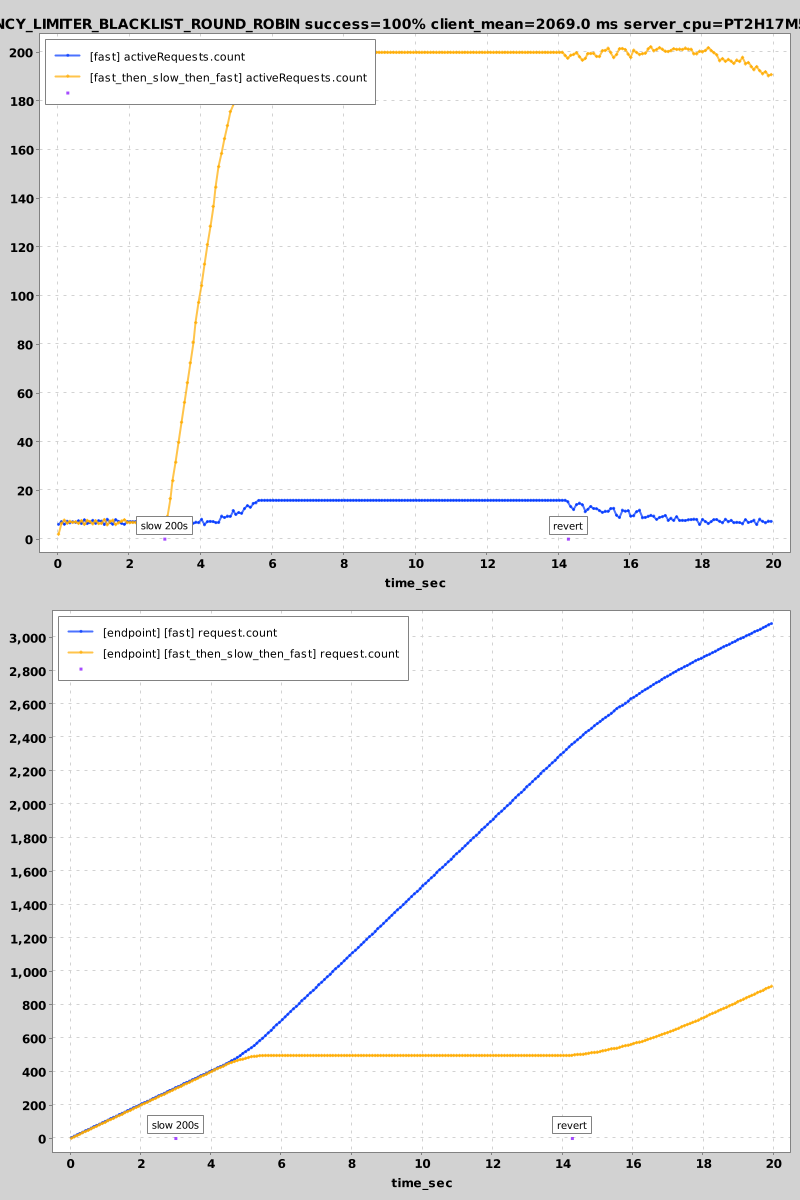 NCY_LIMITER_BLACKLIST_ROUND_ROBIN success=100% client_mean=2069.0 ms server_cpu=PT2H17M
[fast] activeRequests.count
[fast_then_slow_then_fast] activeRequests.count
200
180
160
140
120
100
80
60
40
20
0
slow 200s
revert
0 2 4 6 8 10 12 14 16 18 20
time_sec
[endpoint] [fast] request.count
[endpoint] [fast_then_slow_then_fast] request.count
3,000
2,800
2,600
2,400
2,200
2,000
1,800
1,600
1,400
1,200
1,000
800
600
400
200
0
slow 200s
revert
0 2 4 6 8 10 12 14 16 18 20
time_sec